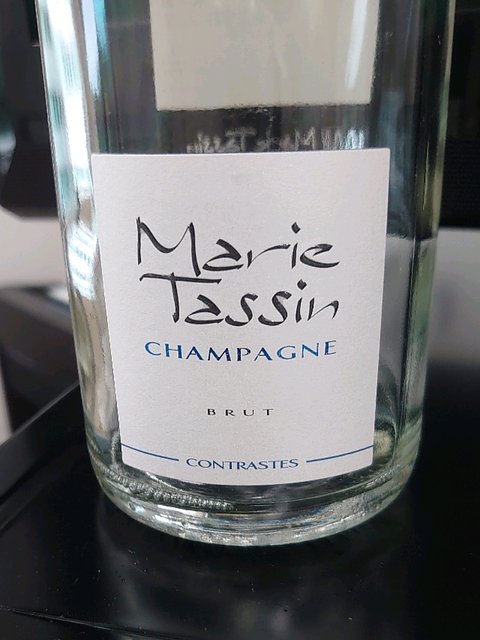 Marie
Tassin
CHAMPAGNE
BRUT
CONTRASTES